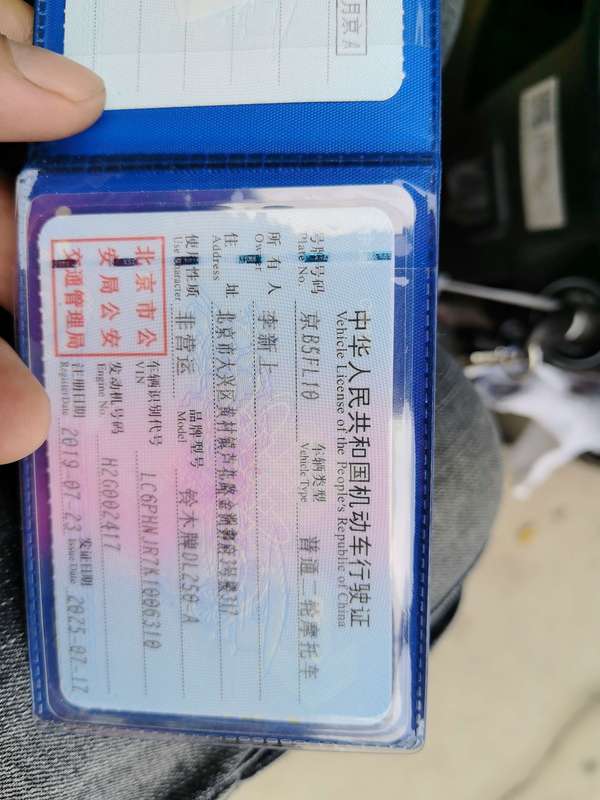 月京A
中华人民共和国机动车行驶证
Vehicle License of the People's Republic of China
号牌号码 京B5FL10 车辆类型 普通二轮摩托车
Plate No. Vehicle Type
所有人 李新上
Owner
住址 北京市大兴区
Address
使用性质 非营运 品牌型号 铃木牌DL250-A
Use Character Model
北京市公
安局公安
交通管理局
车辆识别代号 LC6PHNJR7K1006310
VIN
发动机号码 H2G002417
Engine No.
注册日期 2019-07-23 发证日期 2025-07-17
Register Date Issue Date